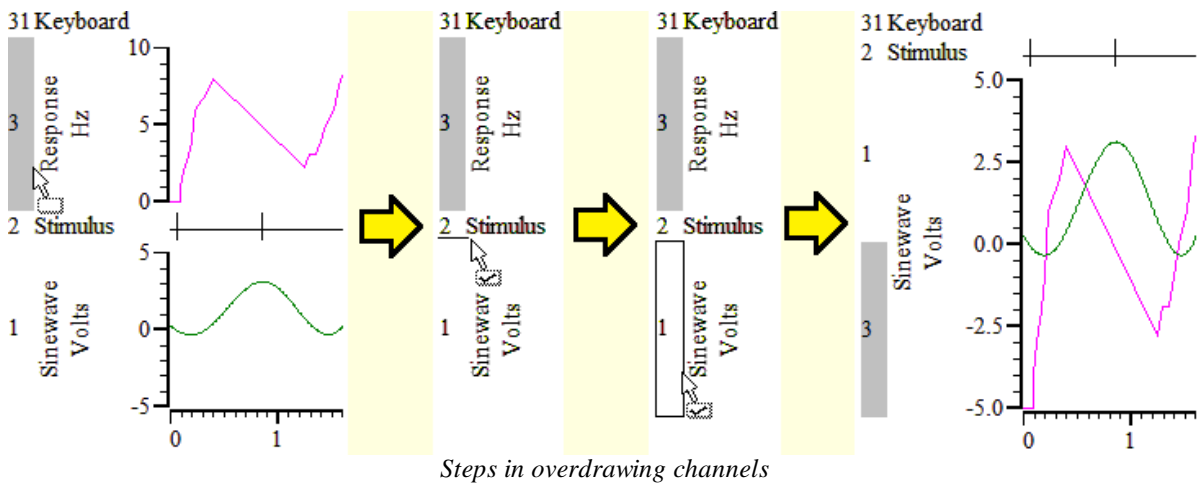 31 Keyboard
10
5
0
3
Response
Hz
2 Stimulus
5
0
-5
1
Sinewave
Volts
0 1
31 Keyboard
3
Response
Hz
2 Stimulus
1
Sinewav
Volts
31 Keyboard
3
Response
Hz
2 Stimulus
1
Sinewave
Volts
31 Keyboard
2 Stimulus
5.0
2.5
0.0
-2.5
-5.0
1
Sinewave
Volts
3
0 1
Steps in overdrawing channels